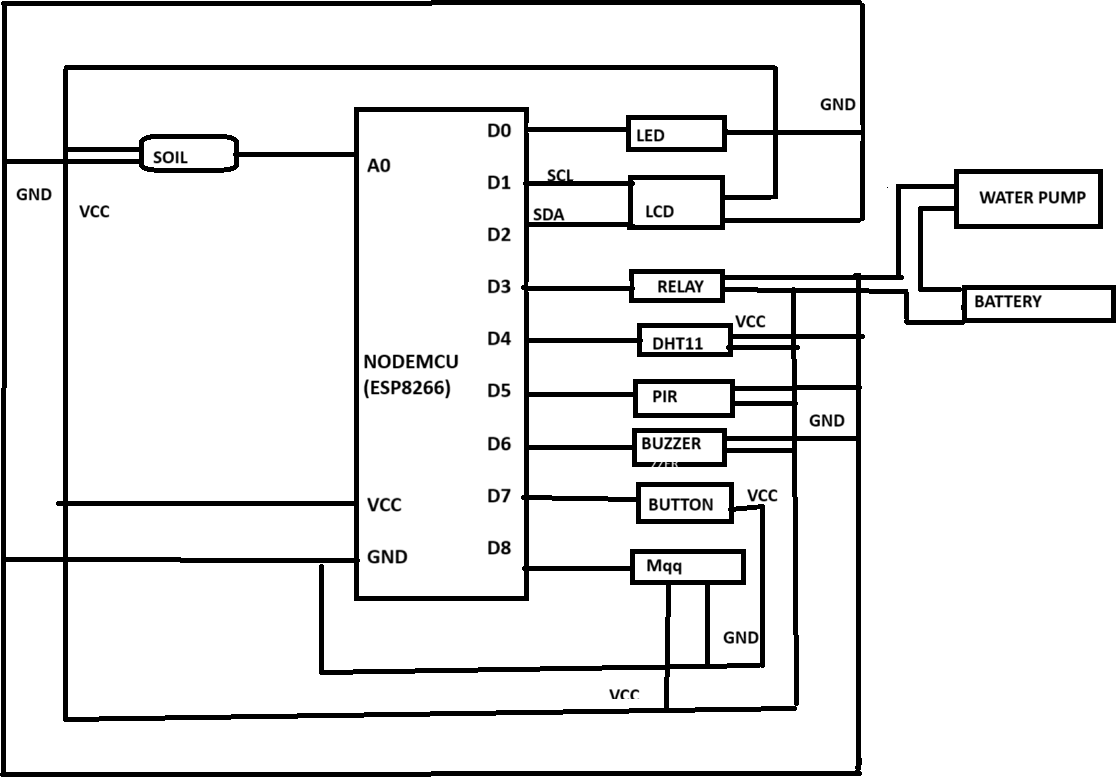 GND
D0
LED
SOIL
A0
SCL
D1
WATER PUMP
GND
VCC
SDA
LCD
D2
D3
RELAY
BATTERY
VCC
D4
DHT11
NODEMCU
(ESP8266)
D5
PIR
GND
D6
BUZZER
D7
VCC
BUTTON
VCC
D8
GND
Mqq
GND
VCC